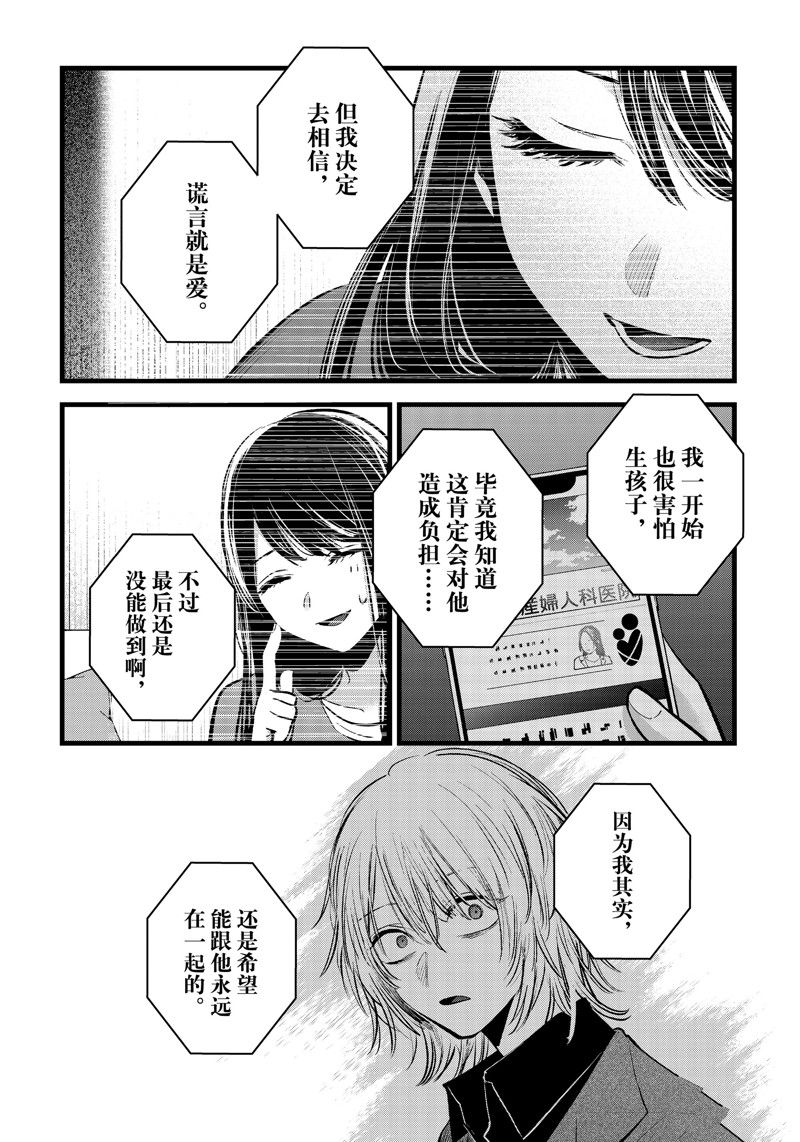 但我决定
去相信，
谎言就是爱。
我一开始
也很害怕
生孩子，
毕竟我知道
这肯定会对他
造成负担……
産婦人科医院
不过
最后还是
没能做到啊，
因为我其实，
还是希望
能跟他永远
在一起的。